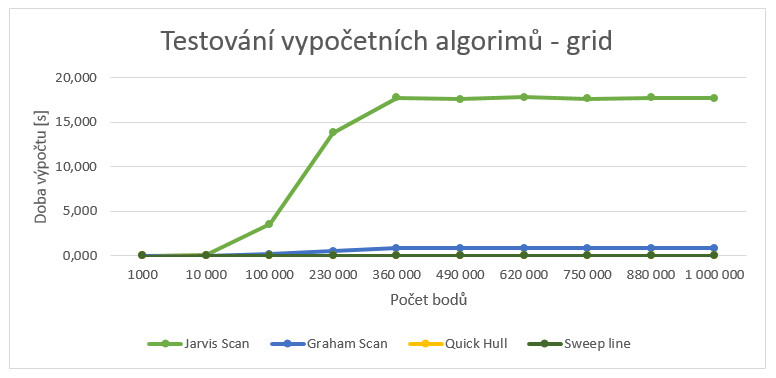 Testování vypočetních algorimů - grid
Doba výpočtu [s]
20,000
15,000
10,000
5,000
0,000
1000 10 000 100 000 230 000 360 000 490 000 620 000 750 000 880 000 1 000 000
Počet bodů
Jarvis Scan Graham Scan Quick Hull Sweep line